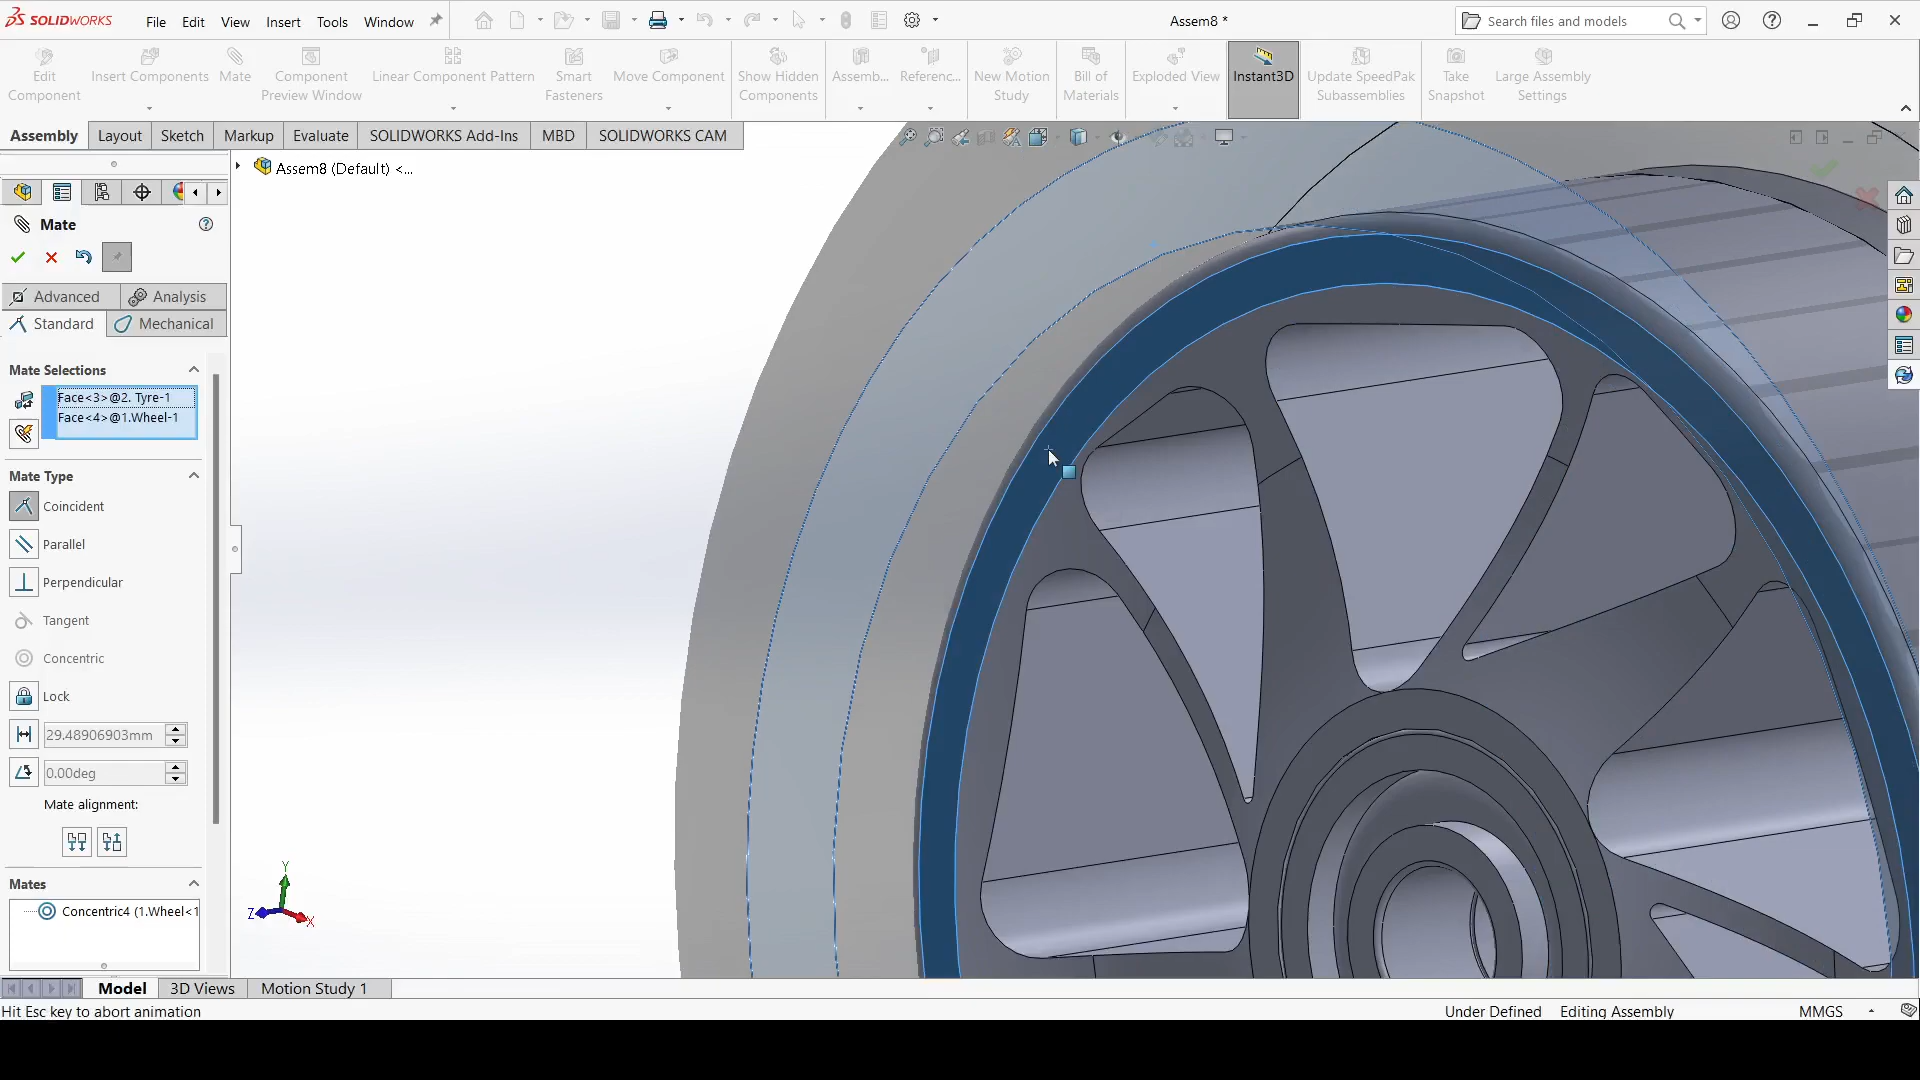 SOLIDWORKS File Edit View Insert Tools Window Assem8 * Search files and models
Edit Component Insert Components Mate Component Preview Window Linear Component Pattern Smart Fasteners Move Component Show Hidden Components Assemb... Referenc... New Motion Study Bill of Materials Exploded View Instant3D Update SpeedPak Subassemblies Take Snapshot Large Assembly Settings
Assembly Layout Sketch Markup Evaluate SOLIDWORKS Add-Ins MBD SOLIDWORKS CAM
Assem8 (Default) <...
Mate
Advanced Analysis
Standard Mechanical
Mate Selections
Face<3>@2. Tyre-1
Face<4>@1.Wheel-1
Mate Type
Coincident
Parallel
Perpendicular
Tangent
Concentric
Lock
29.48906903mm
0.00deg
Mate alignment:
Mates
Concentric4 (1.Wheel<1
Y
Z
X
Model 3D Views Motion Study 1
Hit Esc key to abort animation Under Defined Editing Assembly MMGS